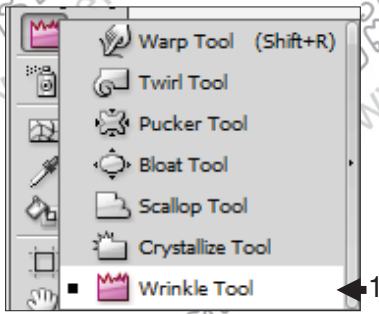 Warp Tool (Shift+R)
Twirl Tool
Pucker Tool
Bloat Tool
Scallop Tool
Crystallize Tool
Wrinkle Tool
1